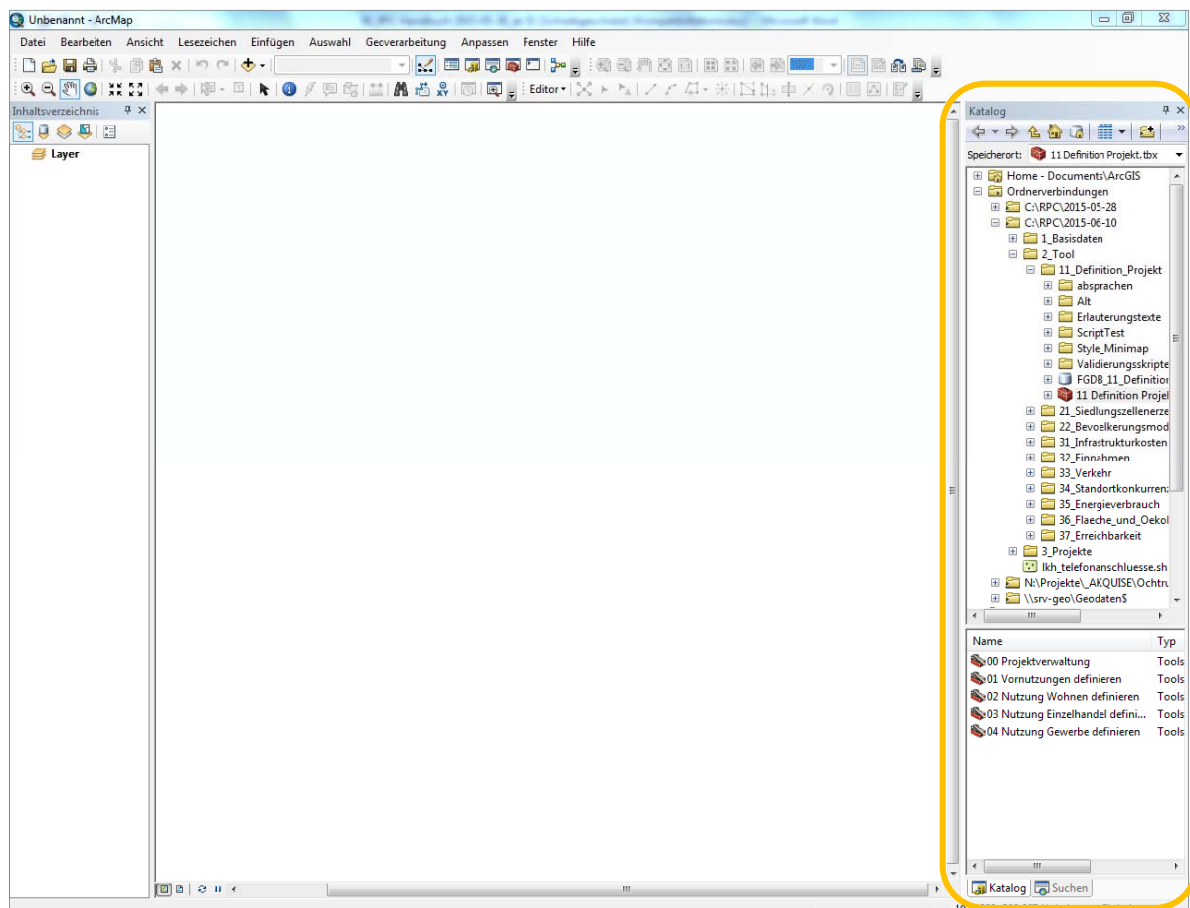 Unbenannt - ArcMap
Datei Bearbeiten Ansicht Lesezeichen Einfügen Auswahl Geoverarbeitung Anpassen Fenster Hilfe
100%
Editor
Inhaltsverzeichnis
Layer
Katalog
Speicherort: 11 Definition Projekt.tbx
Home - Documents\ArcGIS
Ordnerverbindungen
C:\RPC\2015-05-28
C:\RPC\2015-06-10
1_Basisdaten
2_Tool
11_Definition_Projekt
absprachen
Alt
Erlauterungstexte
ScriptTest
Style_Minimap
Validierungsskripte
FGDB_11_Definition
11 Definition Projel
21_Siedlungszellenerze
22_Bevoelkerungsmod
31_Infrastrukturkosten
32_Einnahmen
33_Verkehr
34_Standortkonkurren
35_Energieverbrauch
36_Flaeche_und_Oekol
37_Erreichbarkeit
3_Projekte
lkh_telefonanschluesse.sh
N:\Projekte\_AKQUISE\Ochtru
\\srv-geo\Geodaten$
Name Typ
00 Projektverwaltung Tools
01 Vornutzungen definieren Tools
02 Nutzung Wohnen definieren Tools
03 Nutzung Einzelhandel defini... Tools
04 Nutzung Gewerbe definieren Tools
Katalog Suchen